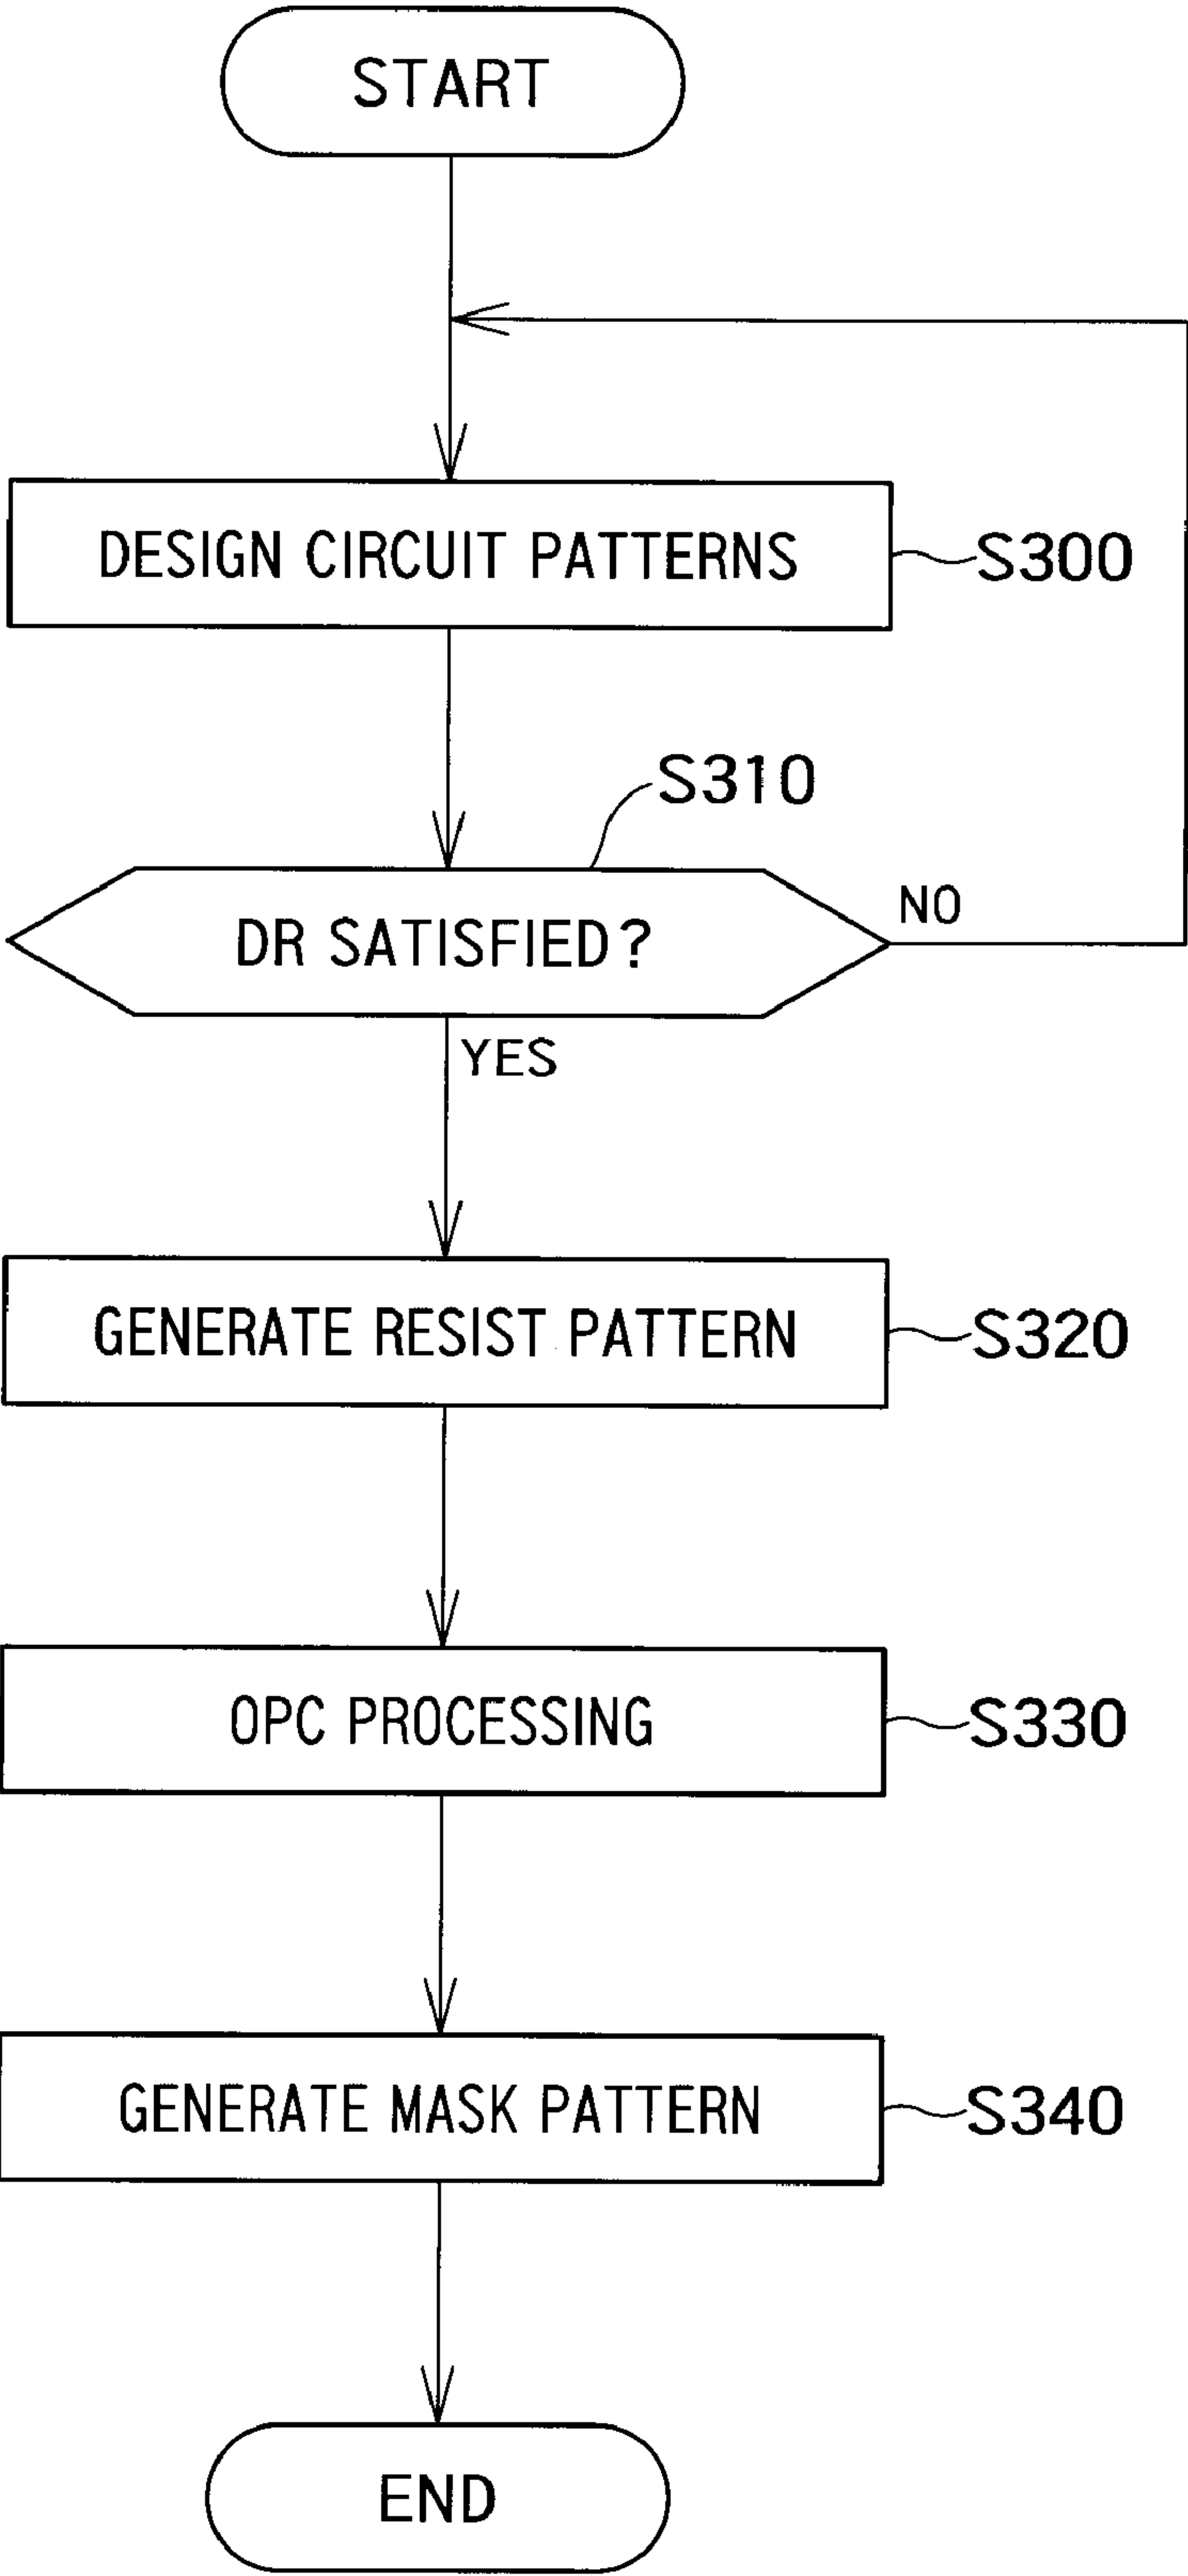 START
DESIGN CIRCUIT PATTERNS
S300
S310
DR SATISFIED?
NO
YES
GENERATE RESIST PATTERN
S320
OPC PROCESSING
S330
GENERATE MASK PATTERN
S340
END